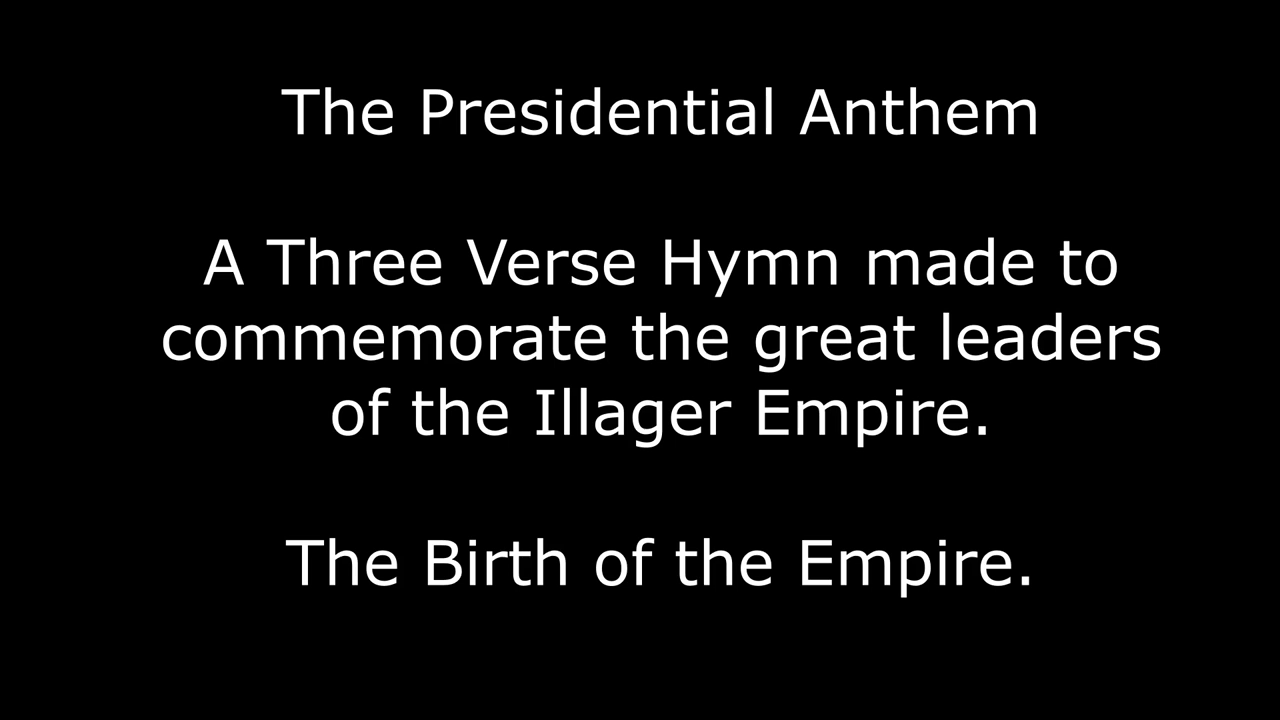 The Presidential Anthem
A Three Verse Hymn made to
commemorate the great leaders
of the Illager Empire.
The Birth of the Empire.